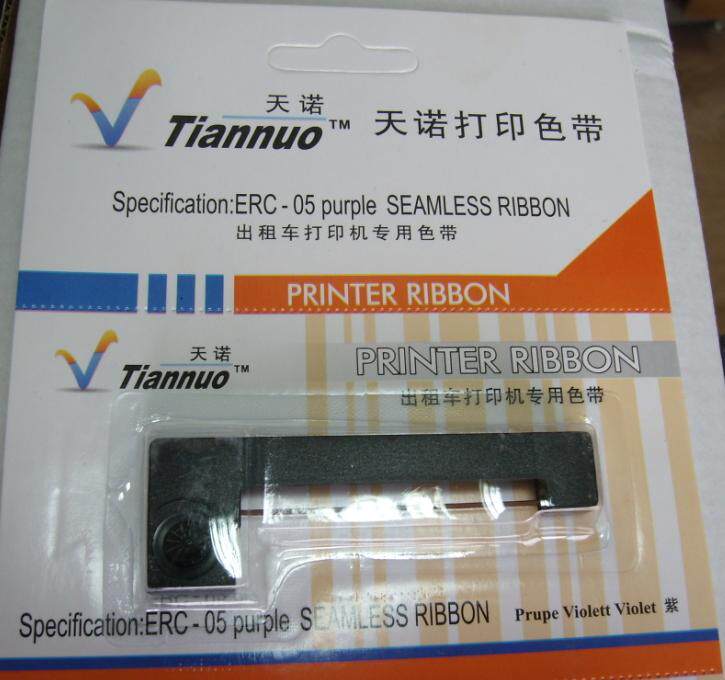 天诺
Tiannuo™ 天诺打印色带
Specification:ERC - 05 purple SEAMLESS RIBBON
出租车打印机专用色带
PRINTER RIBBON
天诺
Tiannuo™
PRINTER RIBBON
出租车打印机专用色带
Specification:ERC - 05 purple SEAMLESS RIBBON Prupe Violett Violet 紫